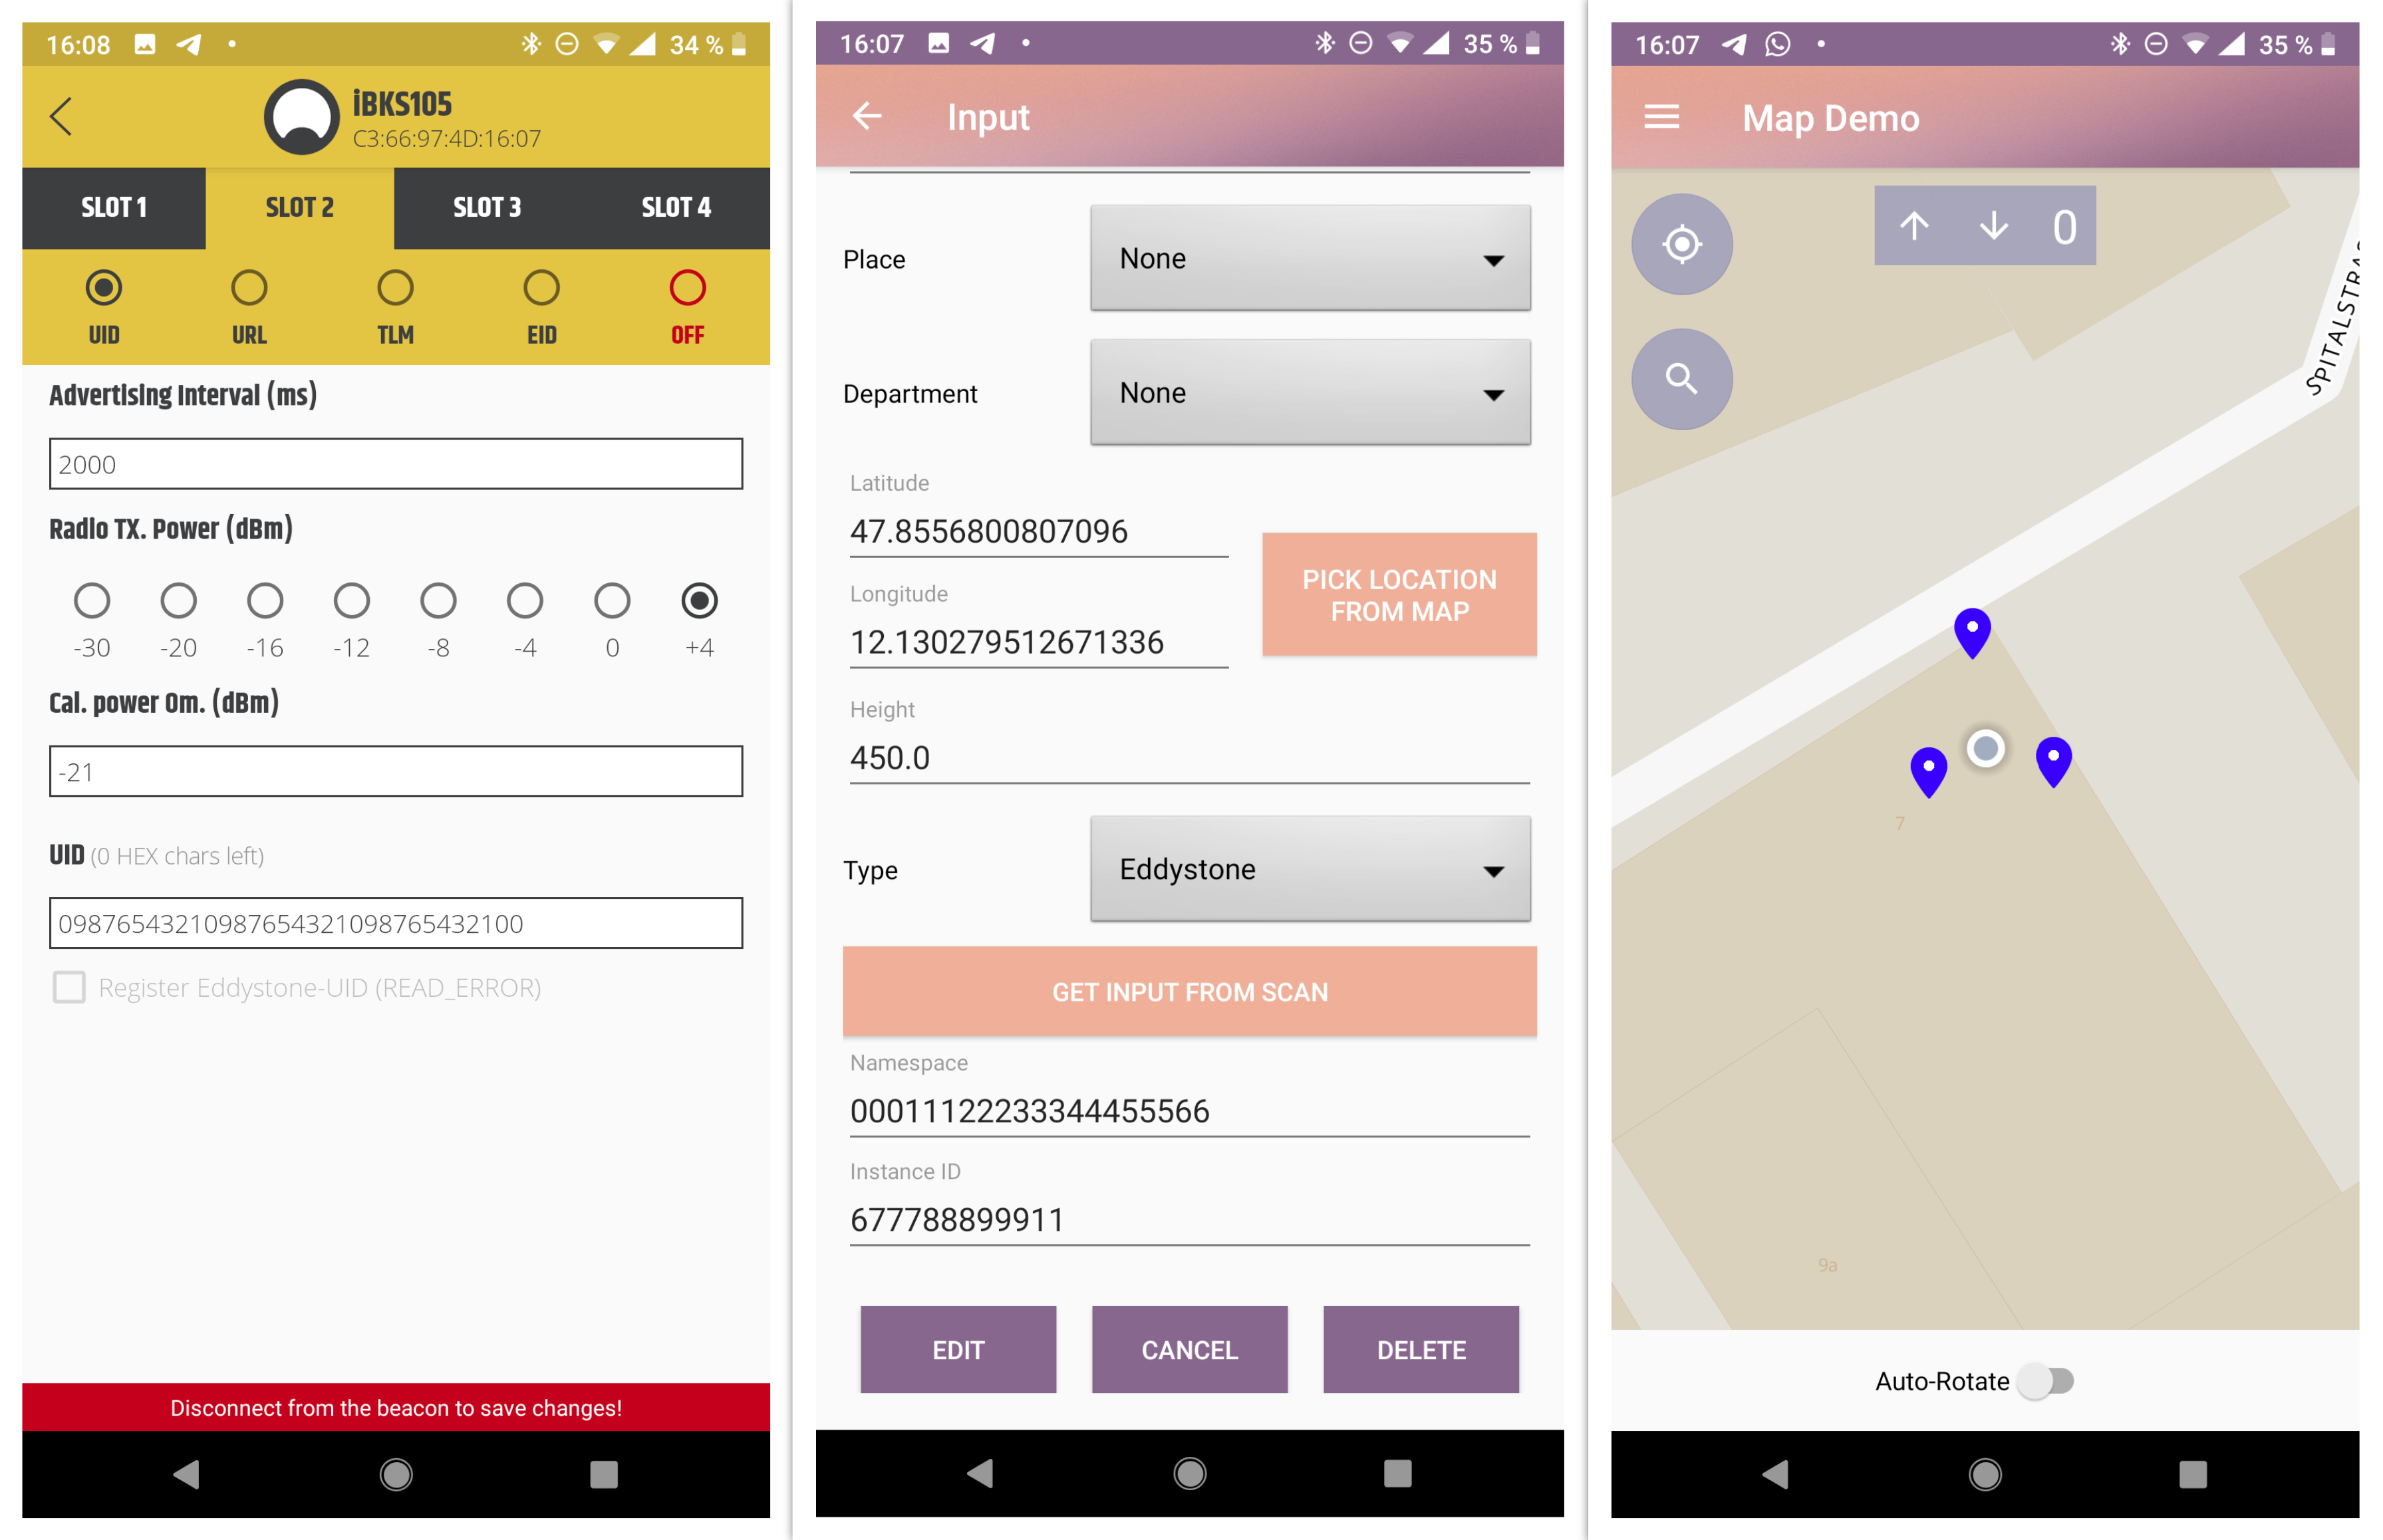 16:08
34 %
iBKS105
C3:66:97:4D:16:07
SLOT 1
SLOT 2
SLOT 3
SLOT 4
UID
URL
TLM
EID
OFF
Advertising Interval (ms)
2000
Radio TX. Power (dBm)
-30
-20
-16
-12
-8
-4
0
+4
Cal. power 0m. (dBm)
-21
UID (0 HEX chars left)
09876543210987654321098765432100
Register Eddystone-UID (READ_ERROR)
Disconnect from the beacon to save changes!
16:07
35 %
Input
Place
None
Department
None
Latitude
47.8556800807096
Longitude
12.130279512671336
PICK LOCATION
FROM MAP
Height
450.0
Type
Eddystone
GET INPUT FROM SCAN
Namespace
00011122233344455566
Instance ID
677788899911
EDIT
CANCEL
DELETE
16:07
35 %
Map Demo
0
7
9a
Auto-Rotate